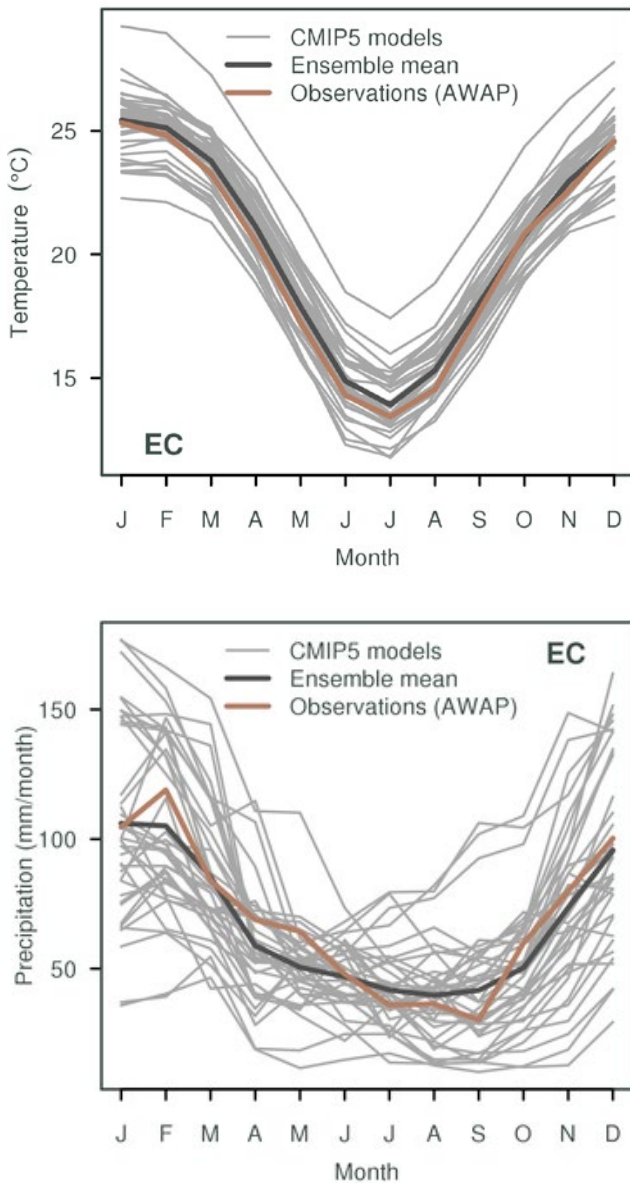 CMIP5 models
Ensemble mean
Observations (AWAP)
Temperature (°C)
25
20
15
EC
J F M A M J J A S O N D
Month
CMIP5 models
EC
Ensemble mean
Observations (AWAP)
Precipitation (mm/month)
150
100
50
J F M A M J J A S O N D
Month